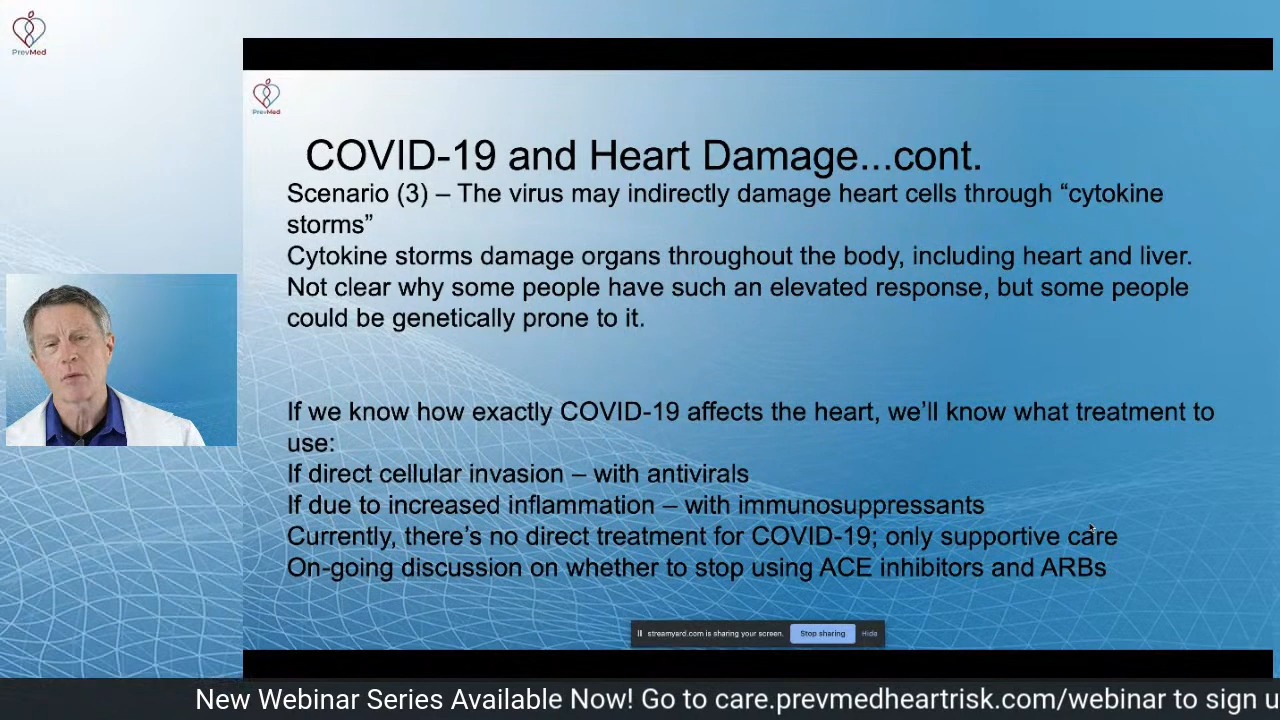 PrevMed
PrevMed
COVID-19 and Heart Damage...cont.
Scenario (3) – The virus may indirectly damage heart cells through “cytokine
storms”
Cytokine storms damage organs throughout the body, including heart and liver.
Not clear why some people have such an elevated response, but some people
could be genetically prone to it.
If we know how exactly COVID-19 affects the heart, we’ll know what treatment to
use:
If direct cellular invasion – with antivirals
If due to increased inflammation – with immunosuppressants
Currently, there’s no direct treatment for COVID-19; only supportive care
On-going discussion on whether to stop using ACE inhibitors and ARBs
streamyard.com is sharing your screen. Stop sharing Hide
New Webinar Series Available Now! Go to care.prevmedheartrisk.com/webinar to sign u